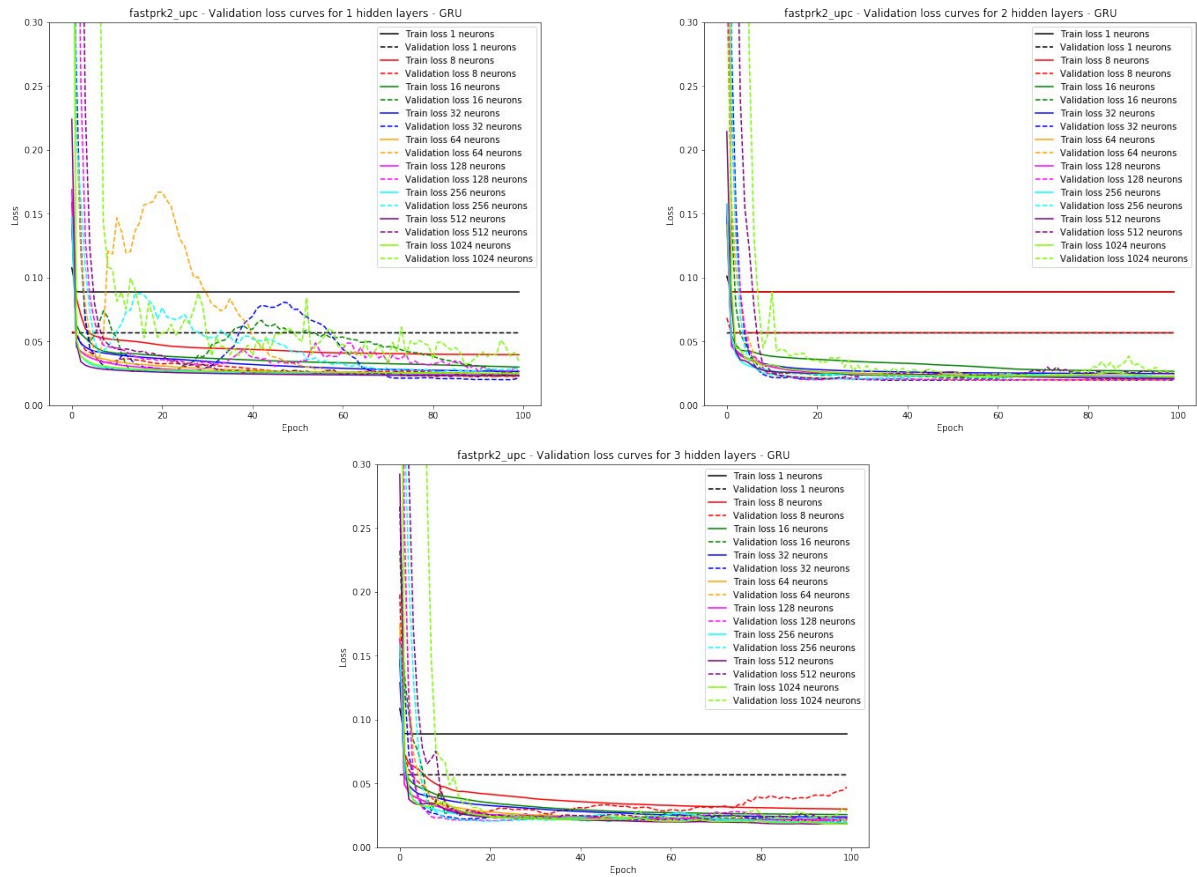 fastprk2_upc - Validation loss curves for 1 hidden layers - GRU
0.30
0.25
0.20
0.15
0.10
0.05
0.00
Loss
0
20
40
60
80
100
Epoch
Train loss 1 neurons
Validation loss 1 neurons
Train loss 8 neurons
Validation loss 8 neurons
Train loss 16 neurons
Validation loss 16 neurons
Train loss 32 neurons
Validation loss 32 neurons
Train loss 64 neurons
Validation loss 64 neurons
Train loss 128 neurons
Validation loss 128 neurons
Train loss 256 neurons
Validation loss 256 neurons
Train loss 512 neurons
Validation loss 512 neurons
Train loss 1024 neurons
Validation loss 1024 neurons
fastprk2_upc - Validation loss curves for 2 hidden layers - GRU
0.30
0.25
0.20
0.15
0.10
0.05
0.00
Loss
0
20
40
60
80
100
Epoch
Train loss 1 neurons
Validation loss 1 neurons
Train loss 8 neurons
Validation loss 8 neurons
Train loss 16 neurons
Validation loss 16 neurons
Train loss 32 neurons
Validation loss 32 neurons
Train loss 64 neurons
Validation loss 64 neurons
Train loss 128 neurons
Validation loss 128 neurons
Train loss 256 neurons
Validation loss 256 neurons
Train loss 512 neurons
Validation loss 512 neurons
Train loss 1024 neurons
Validation loss 1024 neurons
fastprk2_upc - Validation loss curves for 3 hidden layers - GRU
0.30
0.25
0.20
0.15
0.10
0.05
0.00
Loss
0
20
40
60
80
100
Epoch
Train loss 1 neurons
Validation loss 1 neurons
Train loss 8 neurons
Validation loss 8 neurons
Train loss 16 neurons
Validation loss 16 neurons
Train loss 32 neurons
Validation loss 32 neurons
Train loss 64 neurons
Validation loss 64 neurons
Train loss 128 neurons
Validation loss 128 neurons
Train loss 256 neurons
Validation loss 256 neurons
Train loss 512 neurons
Validation loss 512 neurons
Train loss 1024 neurons
Validation loss 1024 neurons